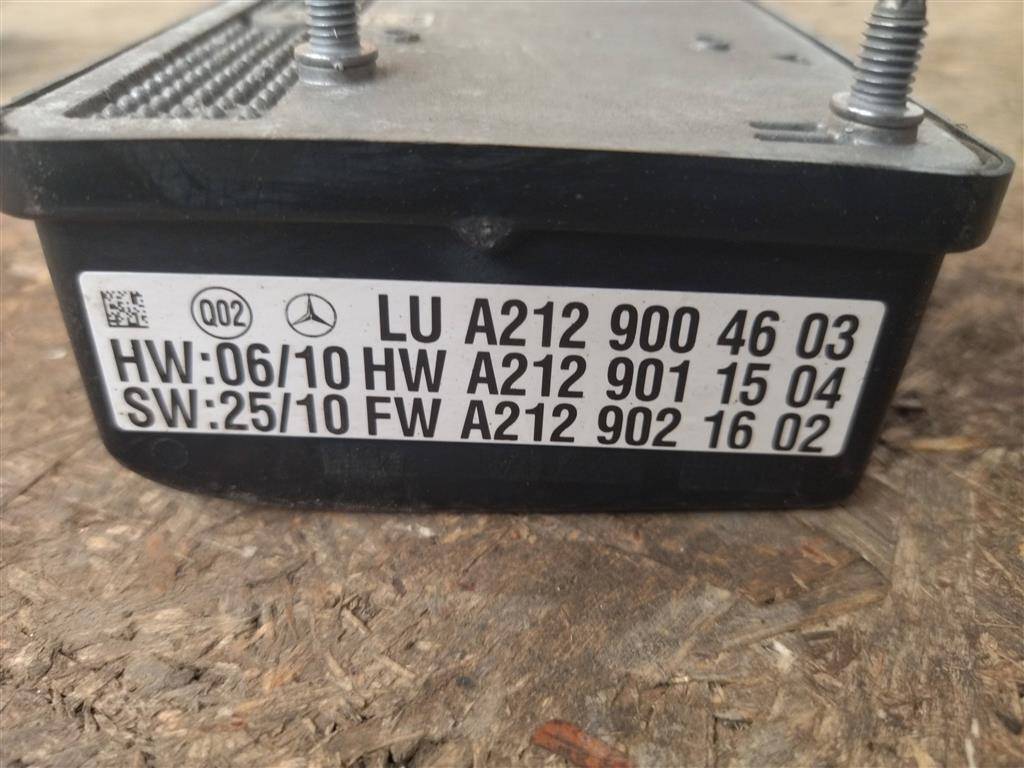 Q02 LU A212 900 46 03
HW:06/10 HW A212 901 15 04
SW:25/10 FW A212 902 16 02